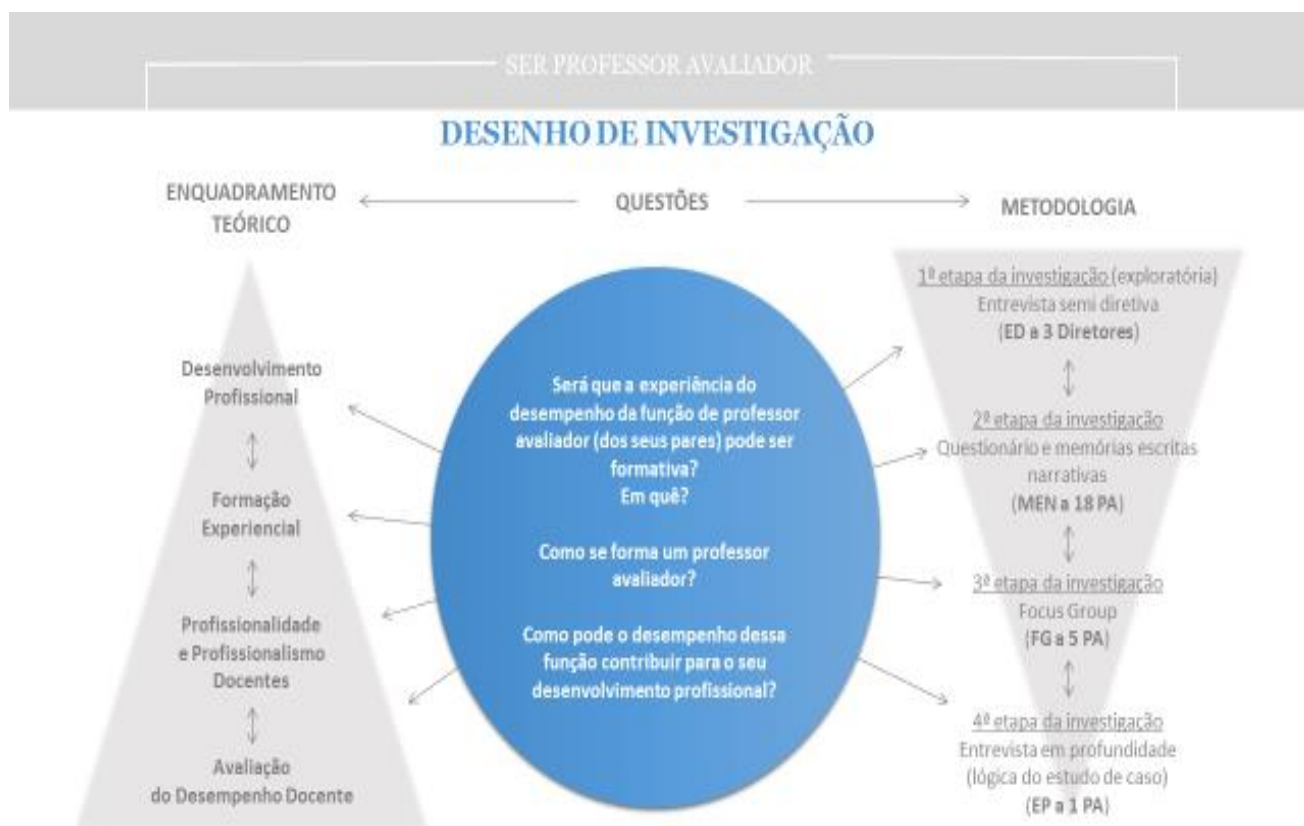 SER PROFESSOR AVALIADOR
DESENHO DE INVESTIGAÇÃO
ENQUADRAMENTO
TEÓRICO
QUESTÕES
METODOLOGIA
Desenvolvimento
Profissional
Formação
Experiencial
Profissionalidade
e Profissionalismo
Docentes
Avaliação
do Desempenho Docente
Será que a experiência do
desempenho da função de professor
avaliador (dos seus pares) pode ser
formativa?
Em quê?
Como se forma um professor
avaliador?
Como pode o desempenho dessa
função contribuir para o seu
desenvolvimento profissional?
1ª etapa da investigação (exploratória)
Entrevista semi diretiva
(ED a 3 Diretores)
2ª etapa da investigação
Questionário e memórias escritas
narrativas
(MEN a 18 PA)
3ª etapa da investigação
Focus Group
(FG a 5 PA)
4ª etapa da investigação
Entrevista em profundidade
(lógica do estudo de caso)
(EP a 1 PA)